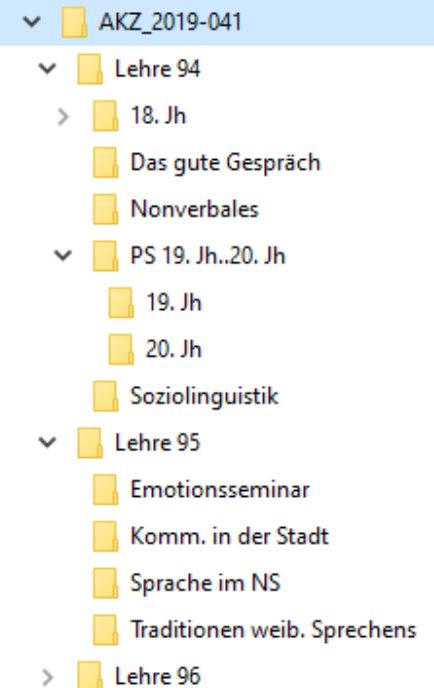 AKZ_2019-041
Lehre 94
18. Jh
Das gute Gespräch
Nonverbales
PS 19. Jh..20. Jh
19. Jh
20. Jh
Soziolinguistik
Lehre 95
Emotionsseminar
Komm. in der Stadt
Sprache im NS
Traditionen weib. Sprechens
Lehre 96